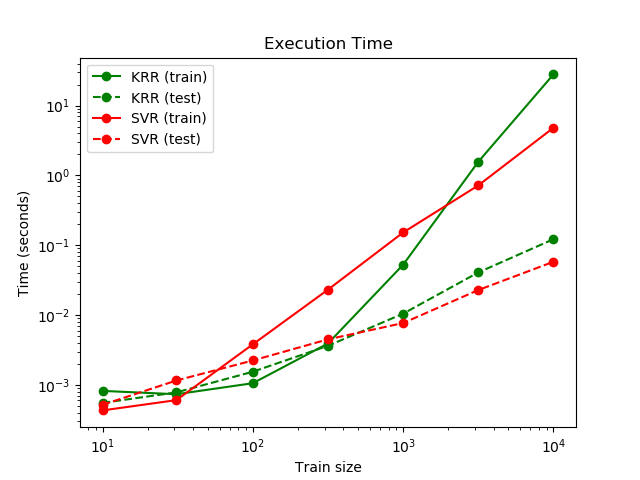 Execution Time
KRR (train)
KRR (test)
SVR (train)
SVR (test)
Time (seconds)
10¹
10⁰
10⁻¹
10⁻²
10⁻³
10¹ 10² 10³ 10⁴
Train size